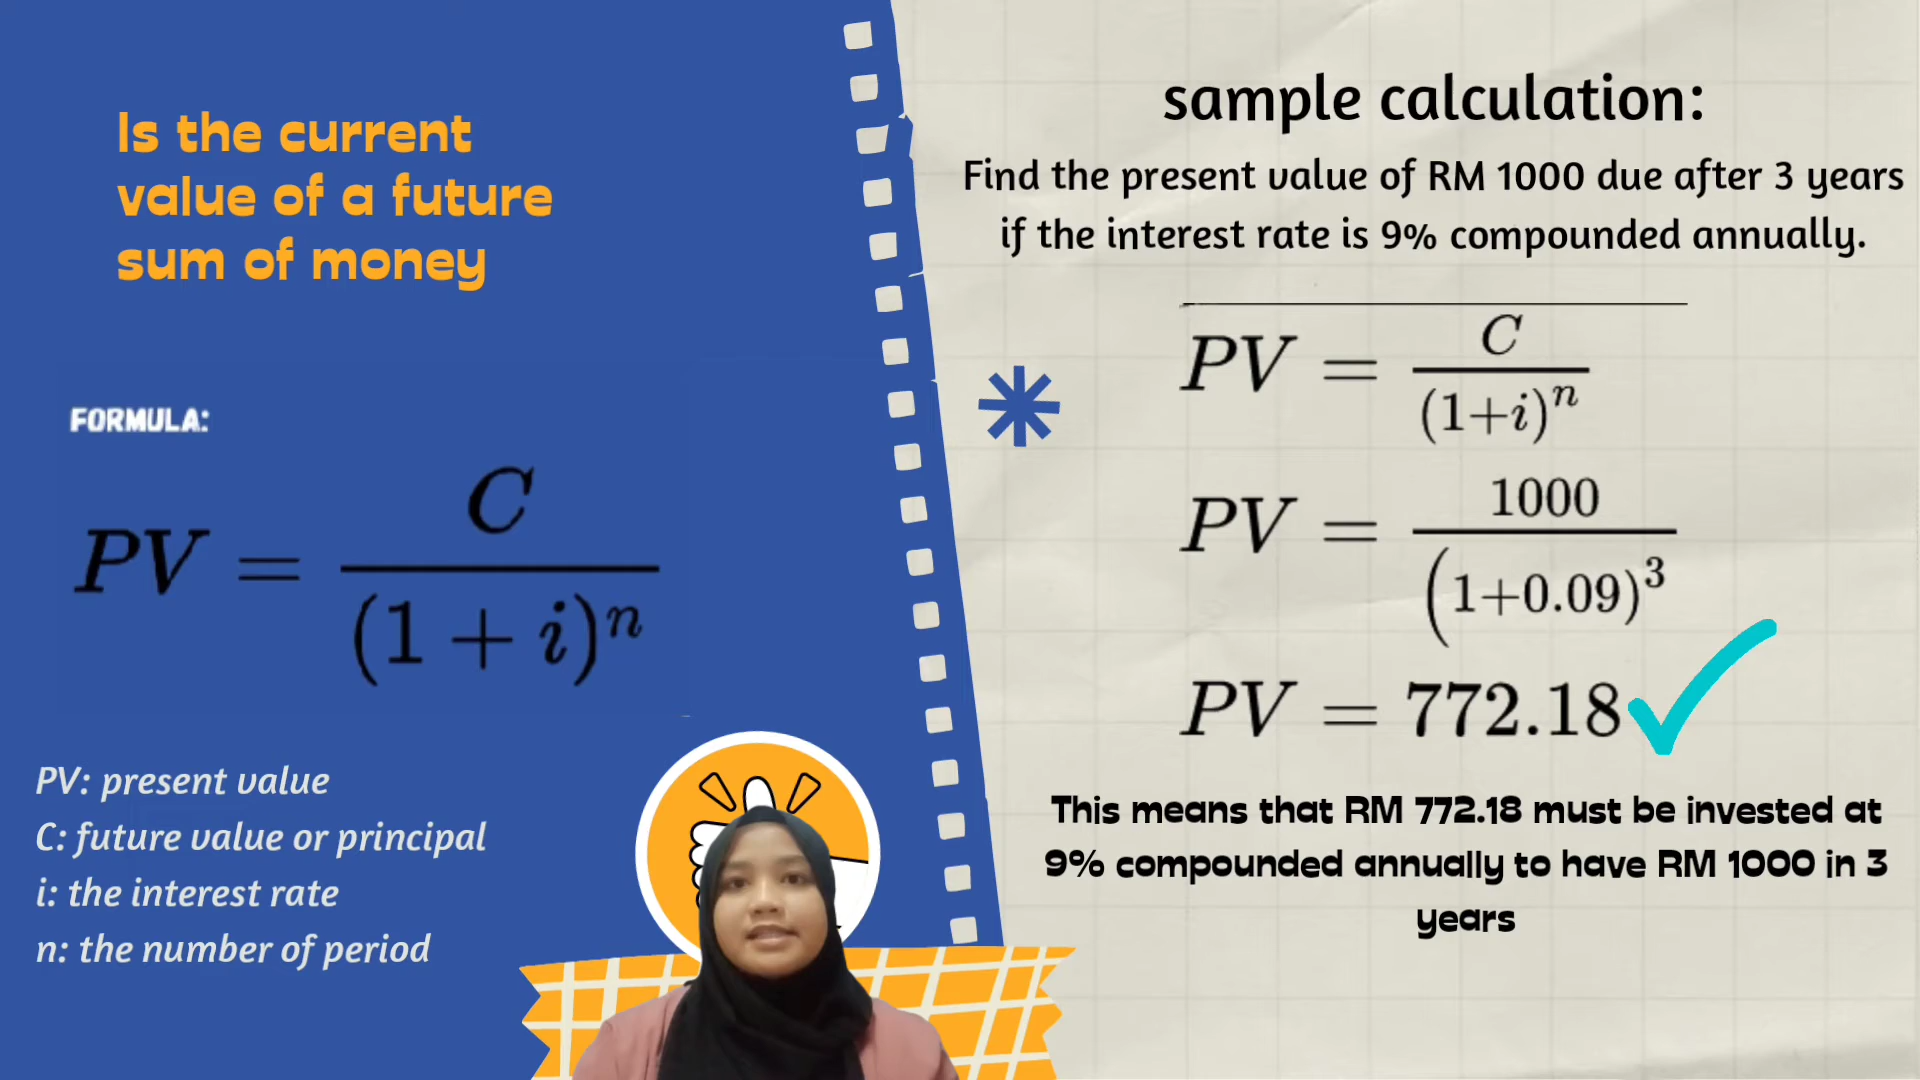 Is the current
value of a future
sum of money
FORMULA:
PV = C / (1 + i)^n
PV: present value
C: future value or principal
i: the interest rate
n: the number of period
sample calculation:
Find the present value of RM 1000 due after 3 years
if the interest rate is 9% compounded annually.
PV = C / (1+i)^n
PV = 1000 / (1+0.09)^3
PV = 772.18
This means that RM 772.18 must be invested at
9% compounded annually to have RM 1000 in 3
years